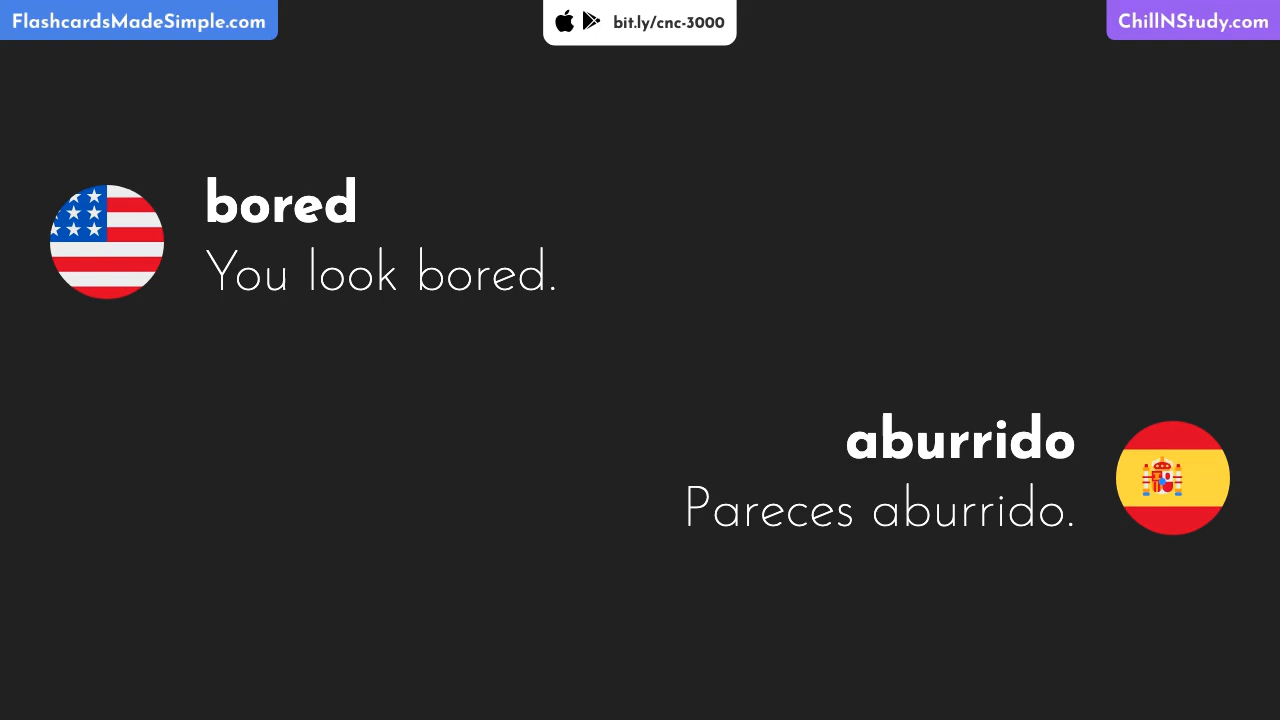 FlashcardsMadeSimple.com
bit.ly/cnc-3000
ChillNStudy.com
bored
You look bored.
aburrido
Pareces aburrido.